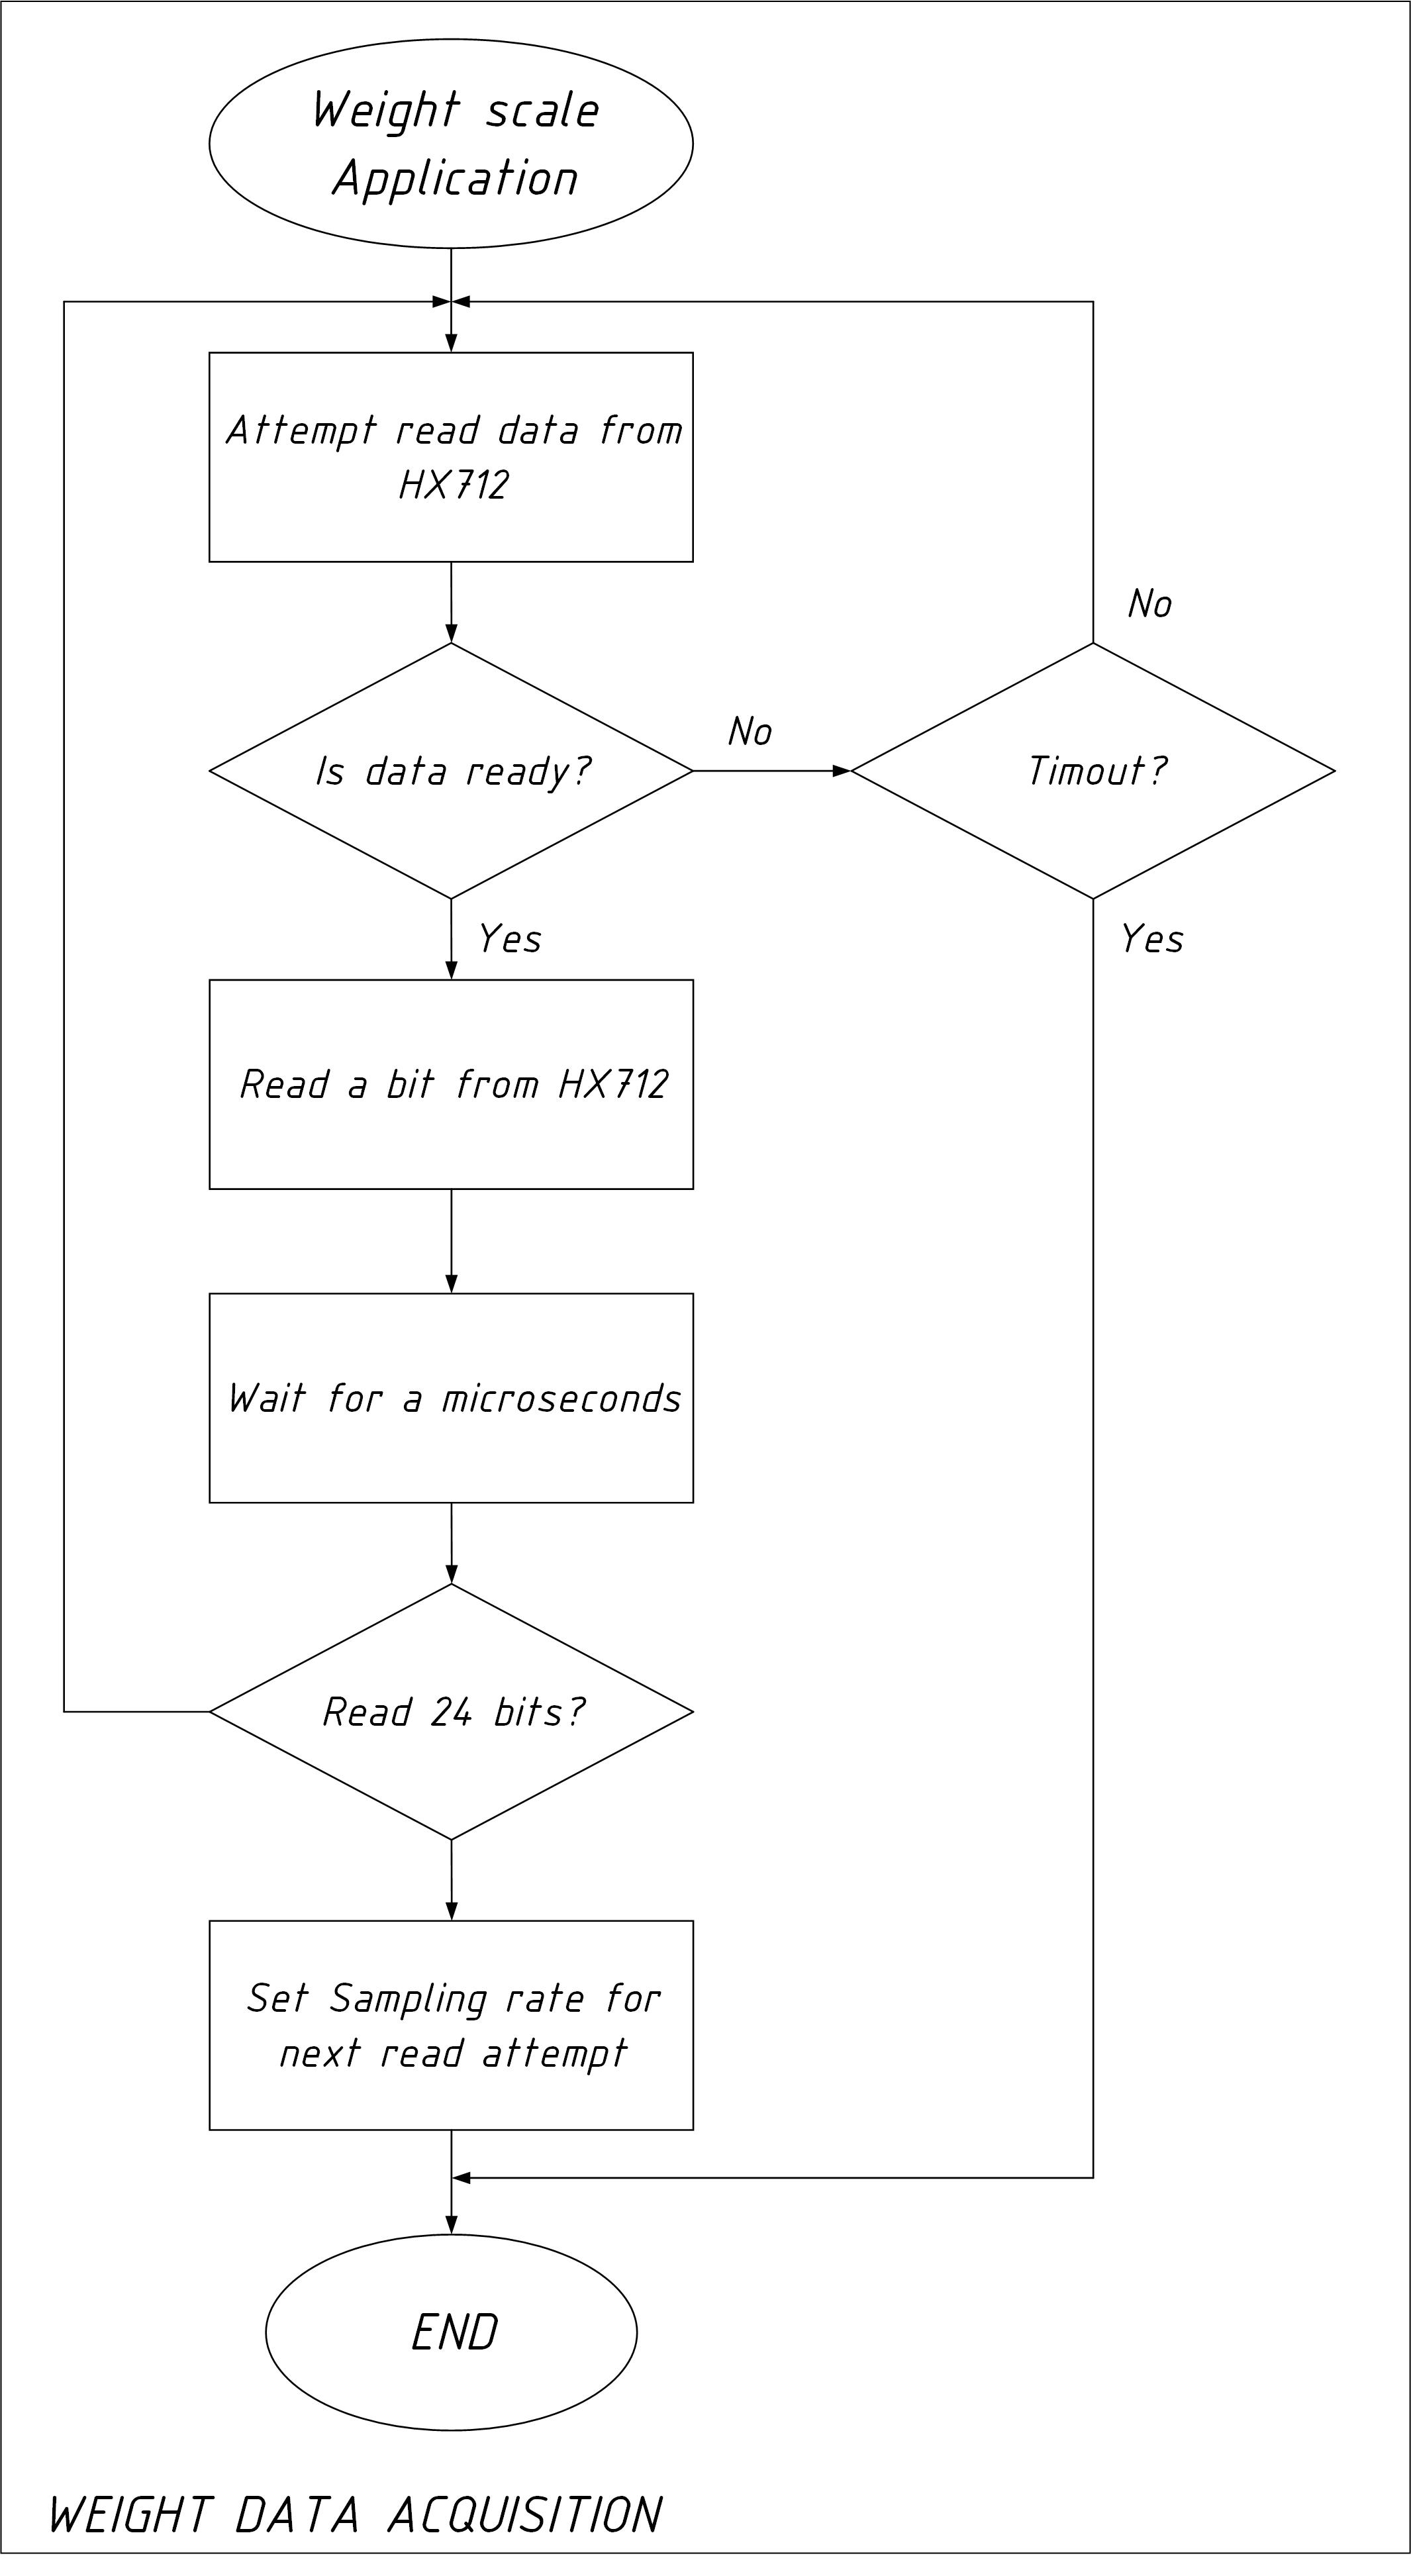 Weight scale
Application
Attempt read data from
HX712
No
Is data ready?
No
Timout?
Yes
Yes
Read a bit from HX712
Wait for a microseconds
Read 24 bits?
Set Sampling rate for
next read attempt
END
WEIGHT DATA ACQUISITION